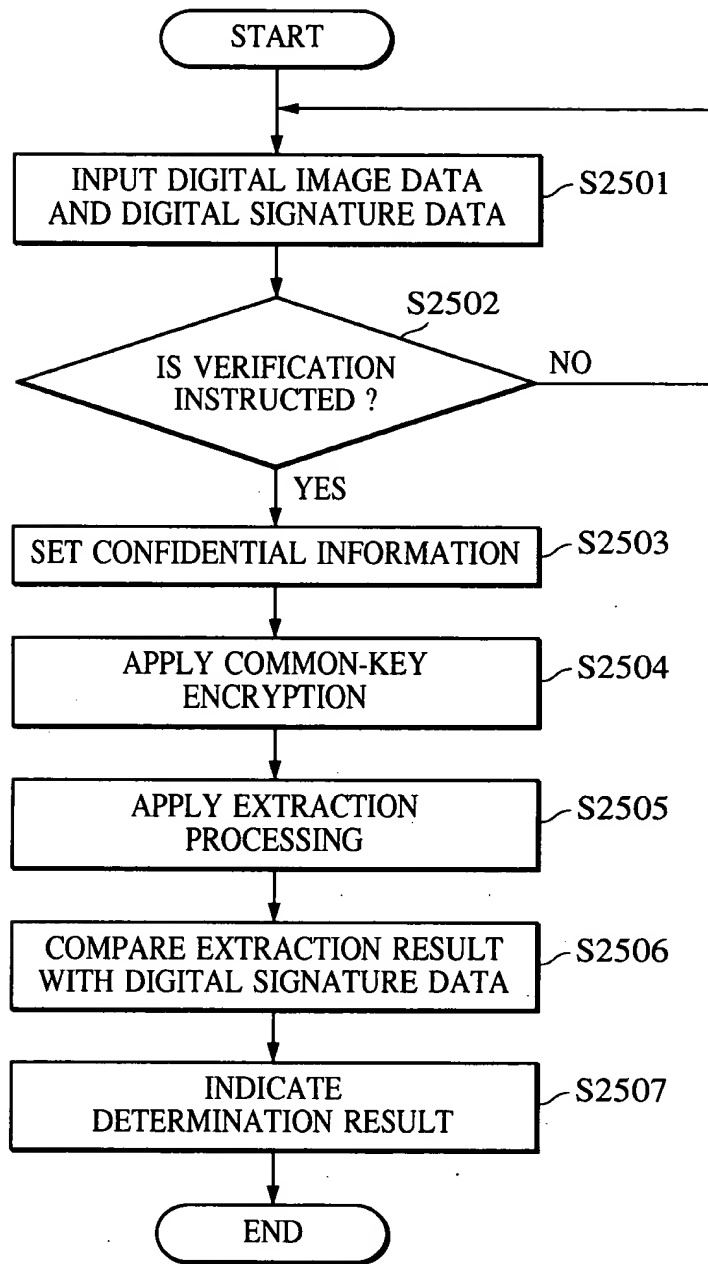 START
INPUT DIGITAL IMAGE DATA
AND DIGITAL SIGNATURE DATA
S2501
S2502
IS VERIFICATION
INSTRUCTED ?
NO
YES
SET CONFIDENTIAL INFORMATION
S2503
APPLY COMMON-KEY
ENCRYPTION
S2504
APPLY EXTRACTION
PROCESSING
S2505
COMPARE EXTRACTION RESULT
WITH DIGITAL SIGNATURE DATA
S2506
INDICATE
DETERMINATION RESULT
S2507
END